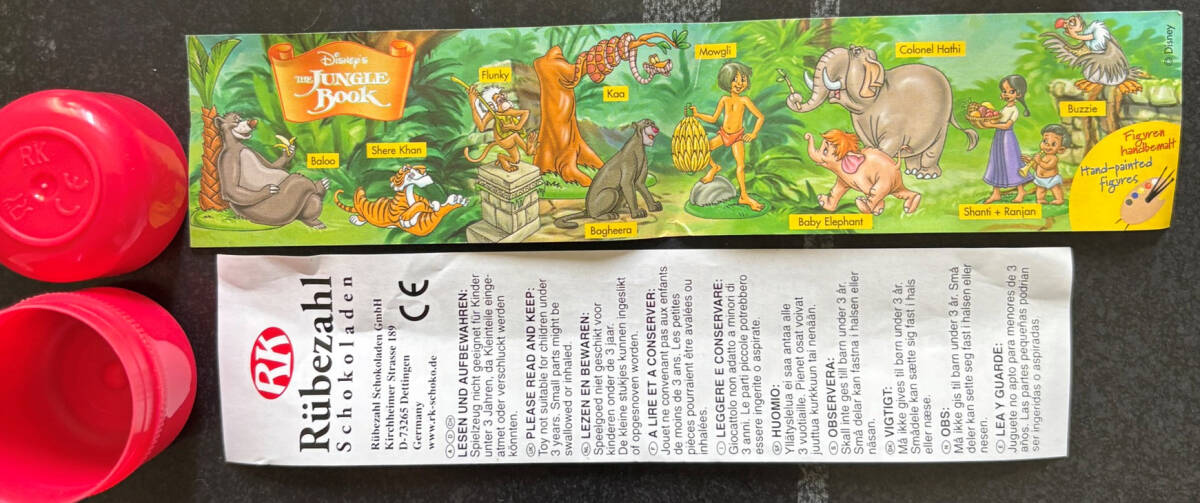 DISNEY'S
THE JUNGLE
BOOK
Baloo
Shere Khan
Flunky
Kaa
Bagheera
Mowgli
Colonel Hathi
Baby Elephant
Shanti + Ranjan
Buzzie
© Disney
Figuren
handbemalt
Hand-painted
figures
RK
RK
Rübezahl
Schokoladen
Rübezahl Schokoladen GmbH
Kirchheimer Strasse 189
D-73265 Dettingen
Germany
www.rk-schoko.de
CE
LESEN UND AUFBEWAHREN:
Spielzeug nicht geeignet für Kinder
unter 3 Jahren, da Kleinteile einge-
atmet oder verschluckt werden
könnten.
PLEASE READ AND KEEP:
Toy not suitable for children under
3 years. Small parts might be
swallowed or inhaled.
LEZEN BEWAREN:
Speelgoed niet geschikt voor
kinderen onder de 3 jaar.
De kleine stukjes kunnen ingeslikt
of opgesnoven worden.
A LIRE ET A CONSERVER:
Jouet ne convenant pas aux enfants
de moins de 3 ans. Les petites
pièces pourraient être avalées ou
inhalées.
LEGGERE E CONSERVARE:
Giocattolo non adatto a minori di
3 anni. Le parti piccole potrebbero
essere ingerite o aspirate.
HUOMIO:
Yllätyslelua ei saa antaa alle
3 vuotiaille. Pienet osat voivat
juuttua kurkkuun tai nenään.
OBSERVERA:
Skall inte ges till barn under 3 år.
Små delar kan fastna i halsen eller
näsan.
VIGTIGT:
Må ikke gives til børn under 3 år.
Smådele kan sætte sig fast i hals
eller næse.
OBS:
Må ikke gis til barn under 3 år. Små
deler kan sette seg fast i halsen eller
nesen.
LEA Y GUARDE:
Juguete no apto para menores de 3
años. Las partes pequeñas podrian
ser ingeridas o aspiradas.